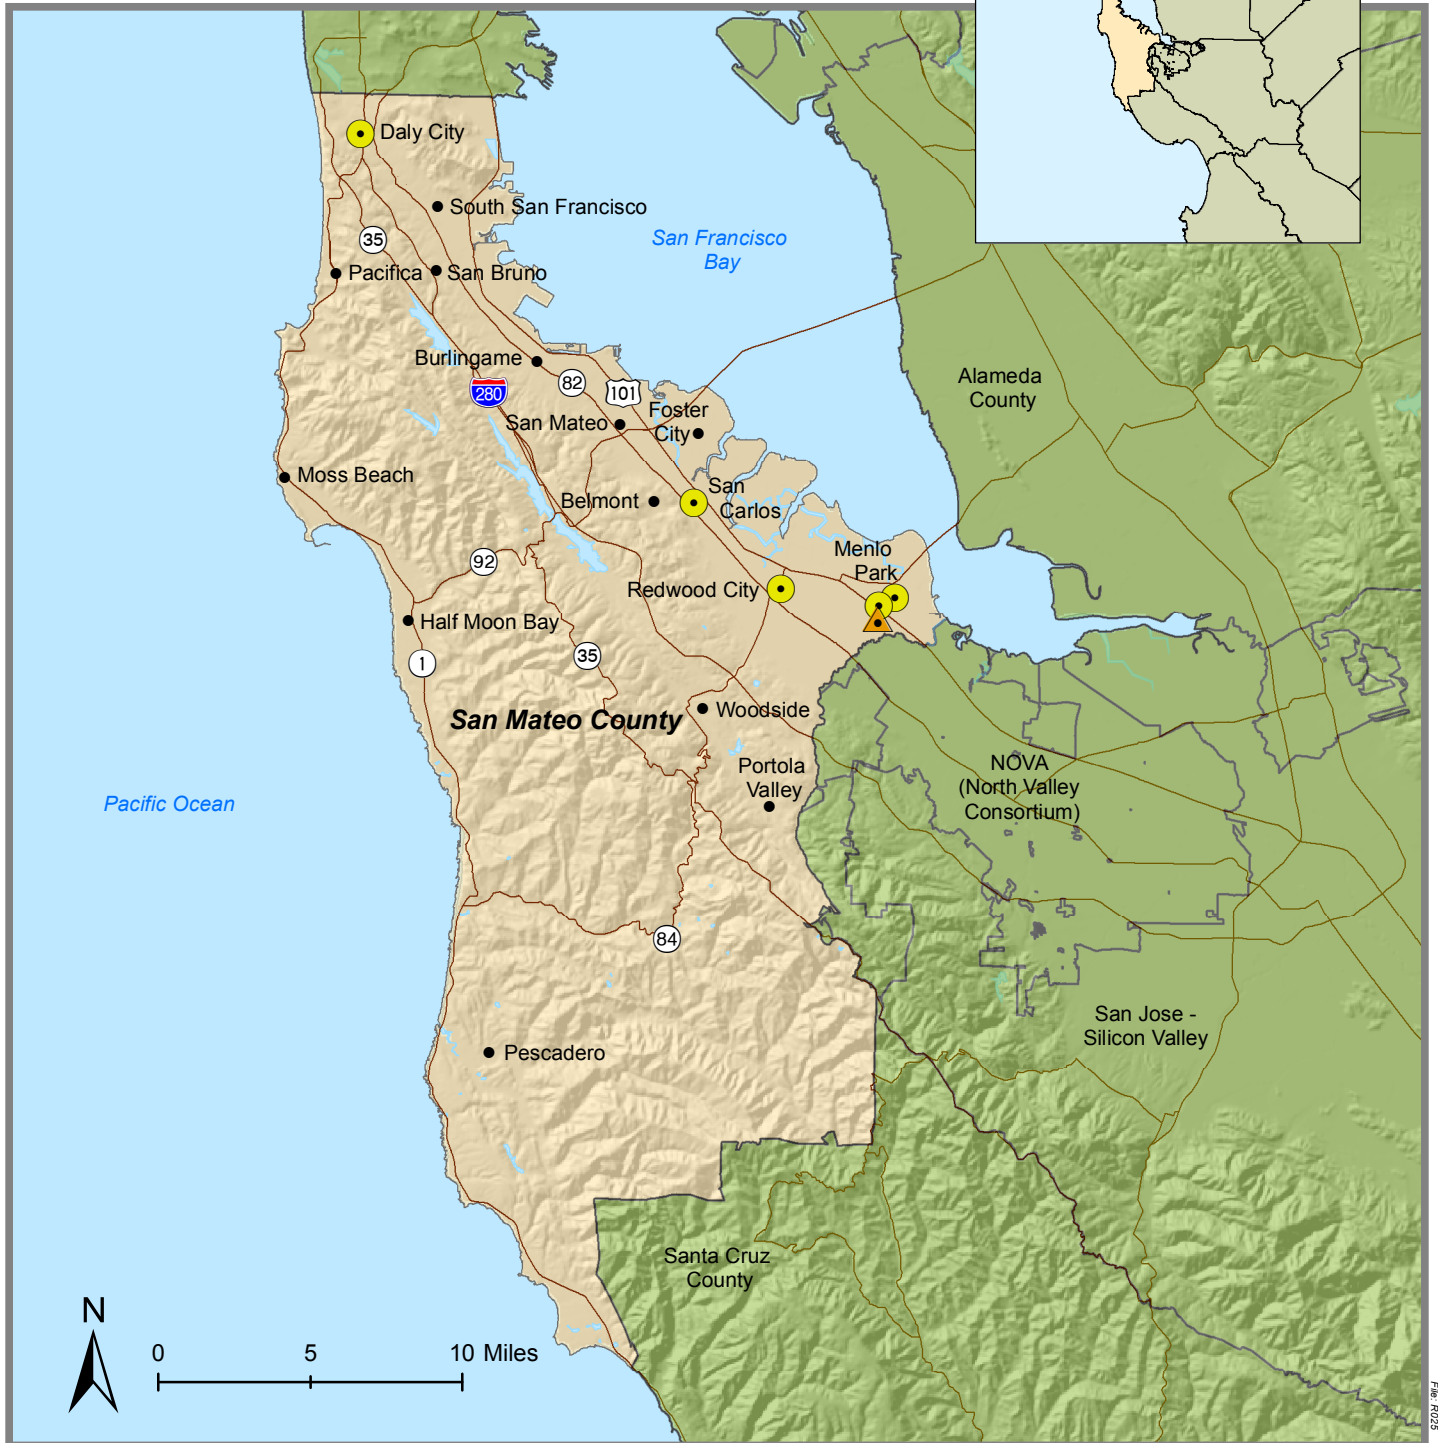 Daly City
South San Francisco
35
San Francisco
Bay
Pacifica
San Bruno
Burlingame
280
82
101
Alameda
County
San Mateo
Foster
City
Moss Beach
Belmont
San
Carlos
92
Menlo
Park
Redwood City
Half Moon Bay
1
35
San Mateo County
Woodside
Portola
Valley
NOVA
(North Valley
Consortium)
Pacific Ocean
84
San Jose -
Silicon Valley
Pescadero
Santa Cruz
County
N
0 5 10 Miles
File: R025